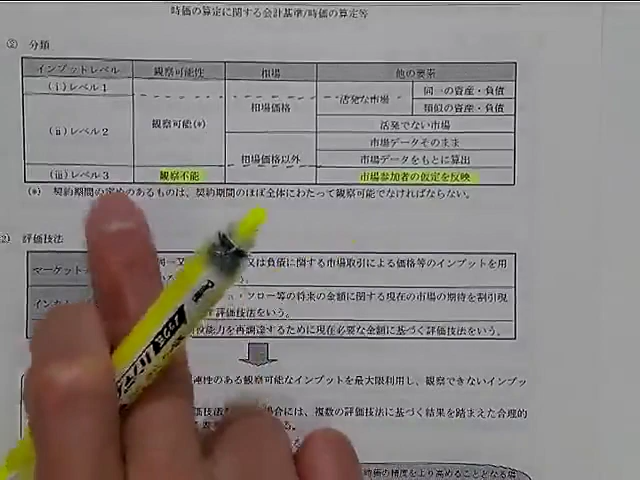 時価の算定に関する会計基準/時価の算定等
② 分類
インプットレベル 観察可能性 相場 他の要素
(ⅰ)レベル1 観察可能(*) 相場価格 活発な市場 同一の資産・負債
(ⅱ)レベル2 類似の資産・負債
活発でない市場
相場価格以外 市場データそのまま
市場データをもとに算出
(ⅲ)レベル3 観察不能 市場参加者の仮定を反映
(*) 契約期間の定めのあるものは、契約期間のほぼ全体にわたって観察可能でなければならない。
2) 評価技法
マーケット 同一又 又は負債に関する市場取引による価格等のインプットを用
インカ ・フロー等の将来の金額に関する現在の市場の期待を割引現
評価技法をいう。
役能力を再調達するために現在必要な金額に基づく評価技法をいう。
連性のある観察可能なインプットを最大限利用し、観察できないインプッ
合には、複数の評価技法に基づく結果を踏まえた合理的
時価の精度をより高めることとなる場
Pentel